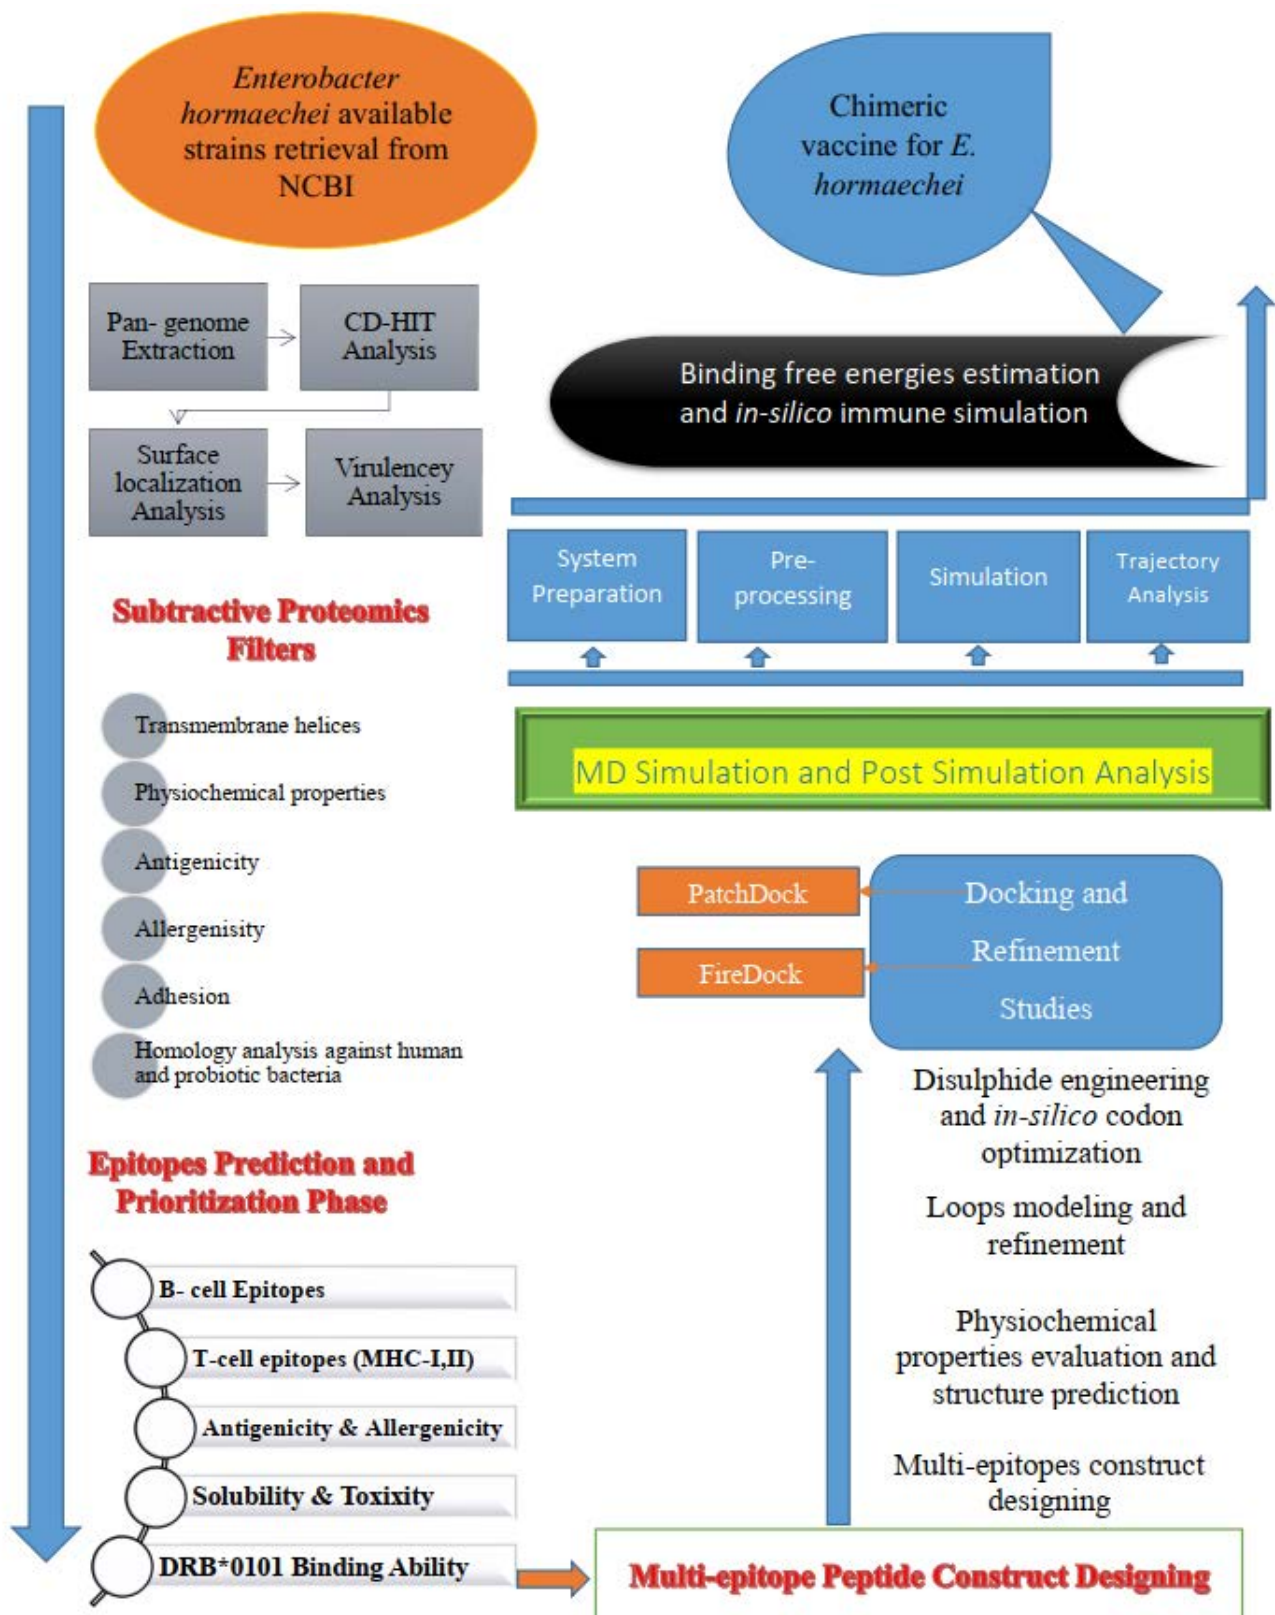 Enterobacter
hormaechei available
strains retrieval from
NCBI
Pan- genome
Extraction
CD-HIT
Analysis
Surface
localization
Analysis
Virulencey
Analysis
Subtractive Proteomics
Filters
Transmembrane helices
Physiochemical properties
Antigenicity
Allergenisity
Adhesion
Homology analysis against human
and probiotic bacteria
Epitopes Prediction and
Prioritization Phase
B- cell Epitopes
T-cell epitopes (MHC-I,II)
Antigenicity & Allergenicity
Solubility & Toxixity
DRB*0101 Binding Ability
Multi-epitope Peptide Construct Designing
Multi-epitopes construct
designing
Physiochemical
properties evaluation and
structure prediction
Loops modeling and
refinement
Disulphide engineering
and in-silico codon
optimization
Docking and
Refinement
Studies
PatchDock
FireDock
MD Simulation and Post Simulation Analysis
System
Preparation
Pre-
processing
Simulation
Trajectory
Analysis
Binding free energies estimation
and in-silico immune simulation
Chimeric
vaccine for E.
hormaechei